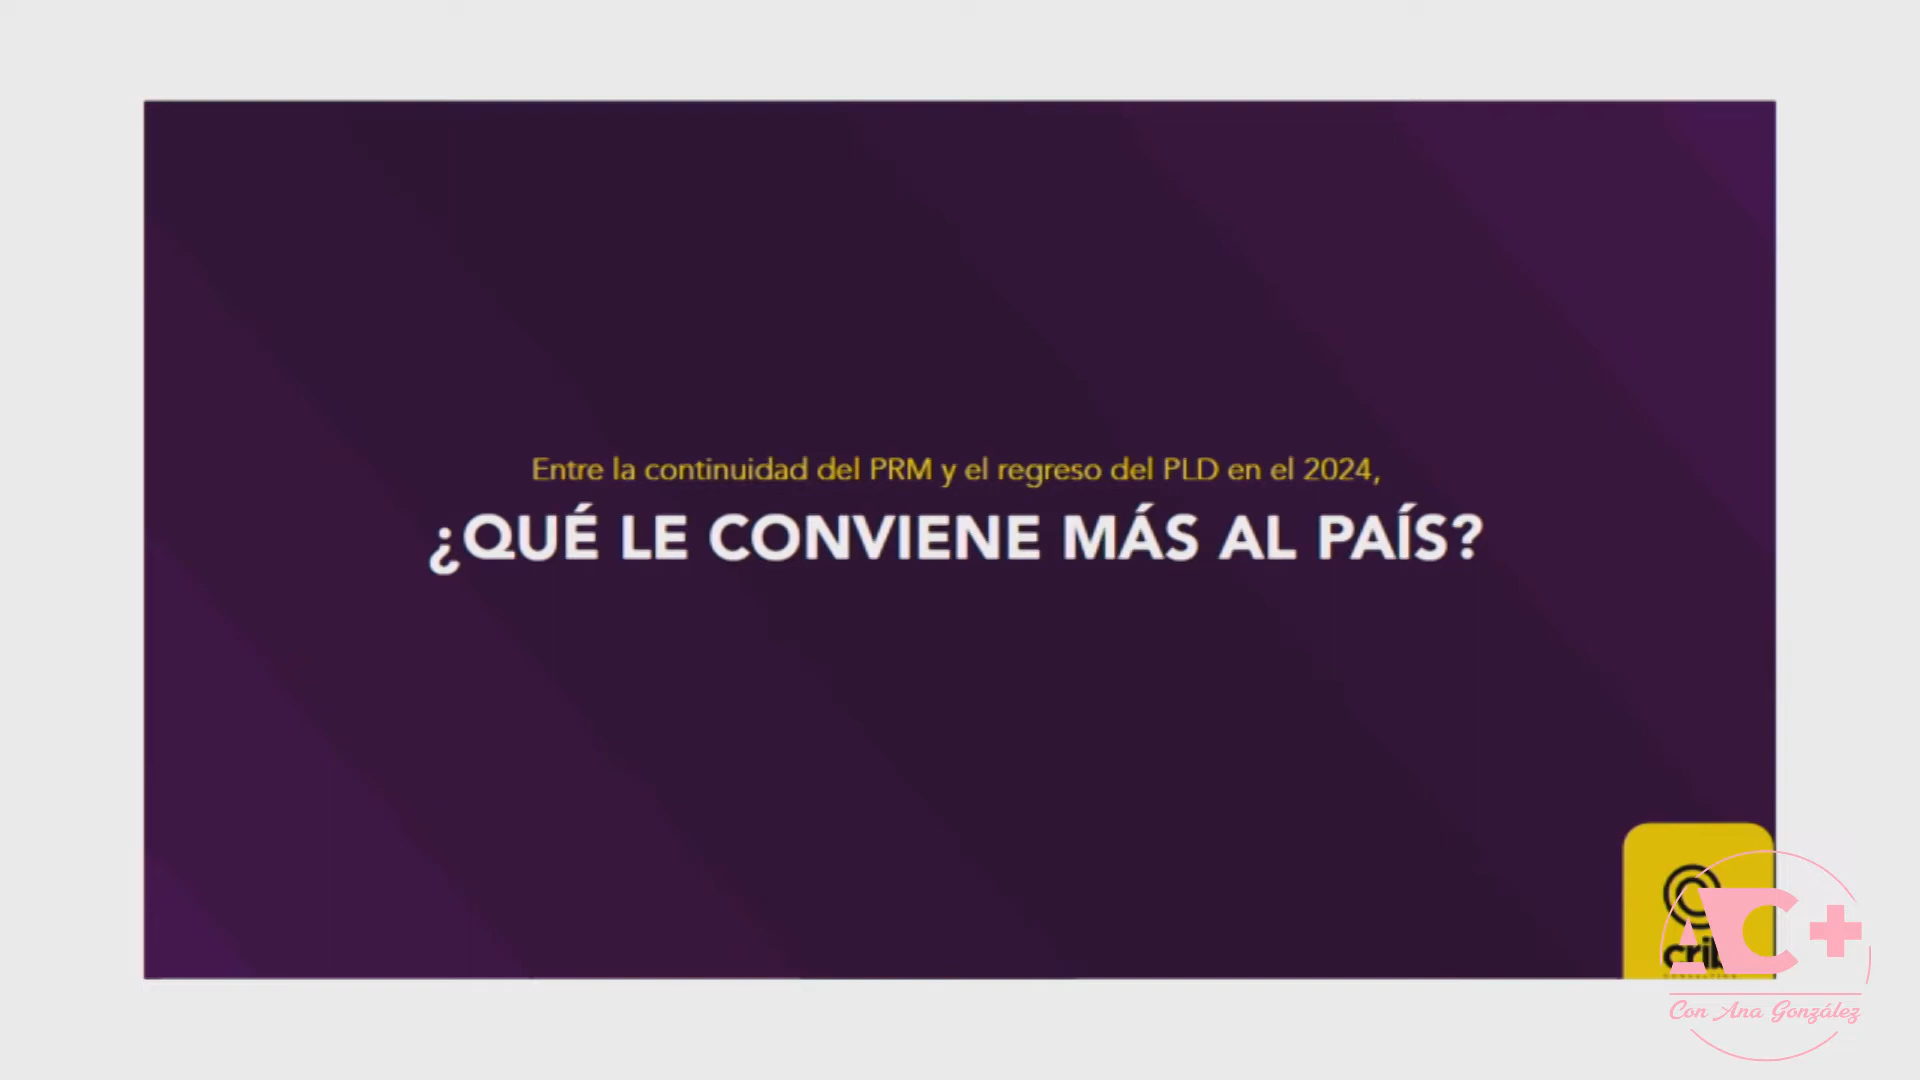 Entre la continuidad del PRM y el regreso del PLD en el 2024,
¿QUÉ LE CONVIENE MÁS AL PAÍS?
AC+
Con Ana González